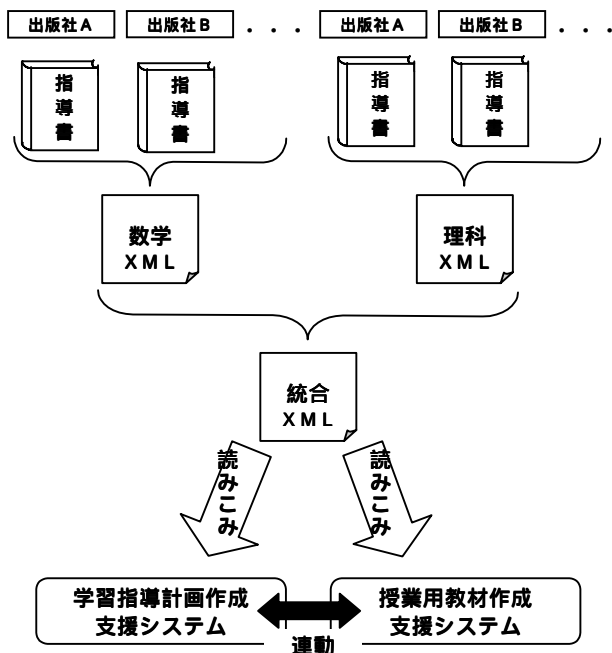 出版社A 出版社B ・・・ 出版社A 出版社B ・・・
指導書 指導書 指導書 指導書
数学
XML
理科
XML
統合
XML
読みこみ 読みこみ
学習指導計画作成
支援システム
授業用教材作成
支援システム
連動